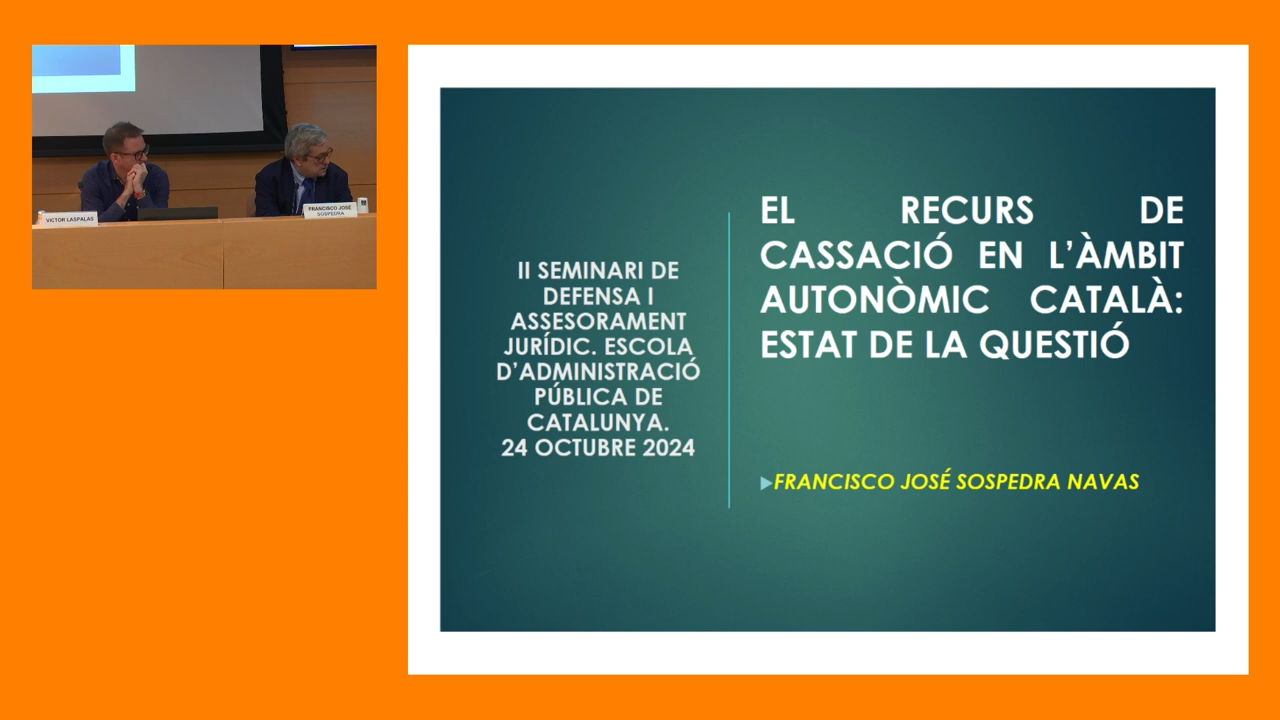 VICTOR LASPALAS
FRANCISCO JOSÉ
SOSPEDRA
II SEMINARI DE
DEFENSA I
ASSESORAMENT
JURÍDIC. ESCOLA
D'ADMINISTRACIÓ
PÚBLICA DE
CATALUNYA.
24 OCTUBRE 2024
EL RECURS DE
CASSACIÓ EN L'ÀMBIT
AUTONÒMIC CATALÀ:
ESTAT DE LA QUESTIÓ
FRANCISCO JOSÉ SOSPEDRA NAVAS